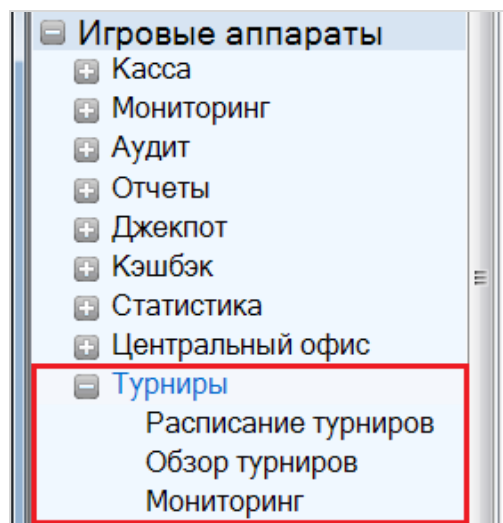 Игровые аппараты
Касса
Мониторинг
Аудит
Отчеты
Джекпот
Кэшбэк
Статистика
Центральный офис
Турниры
Расписание турниров
Обзор турниров
Мониторинг